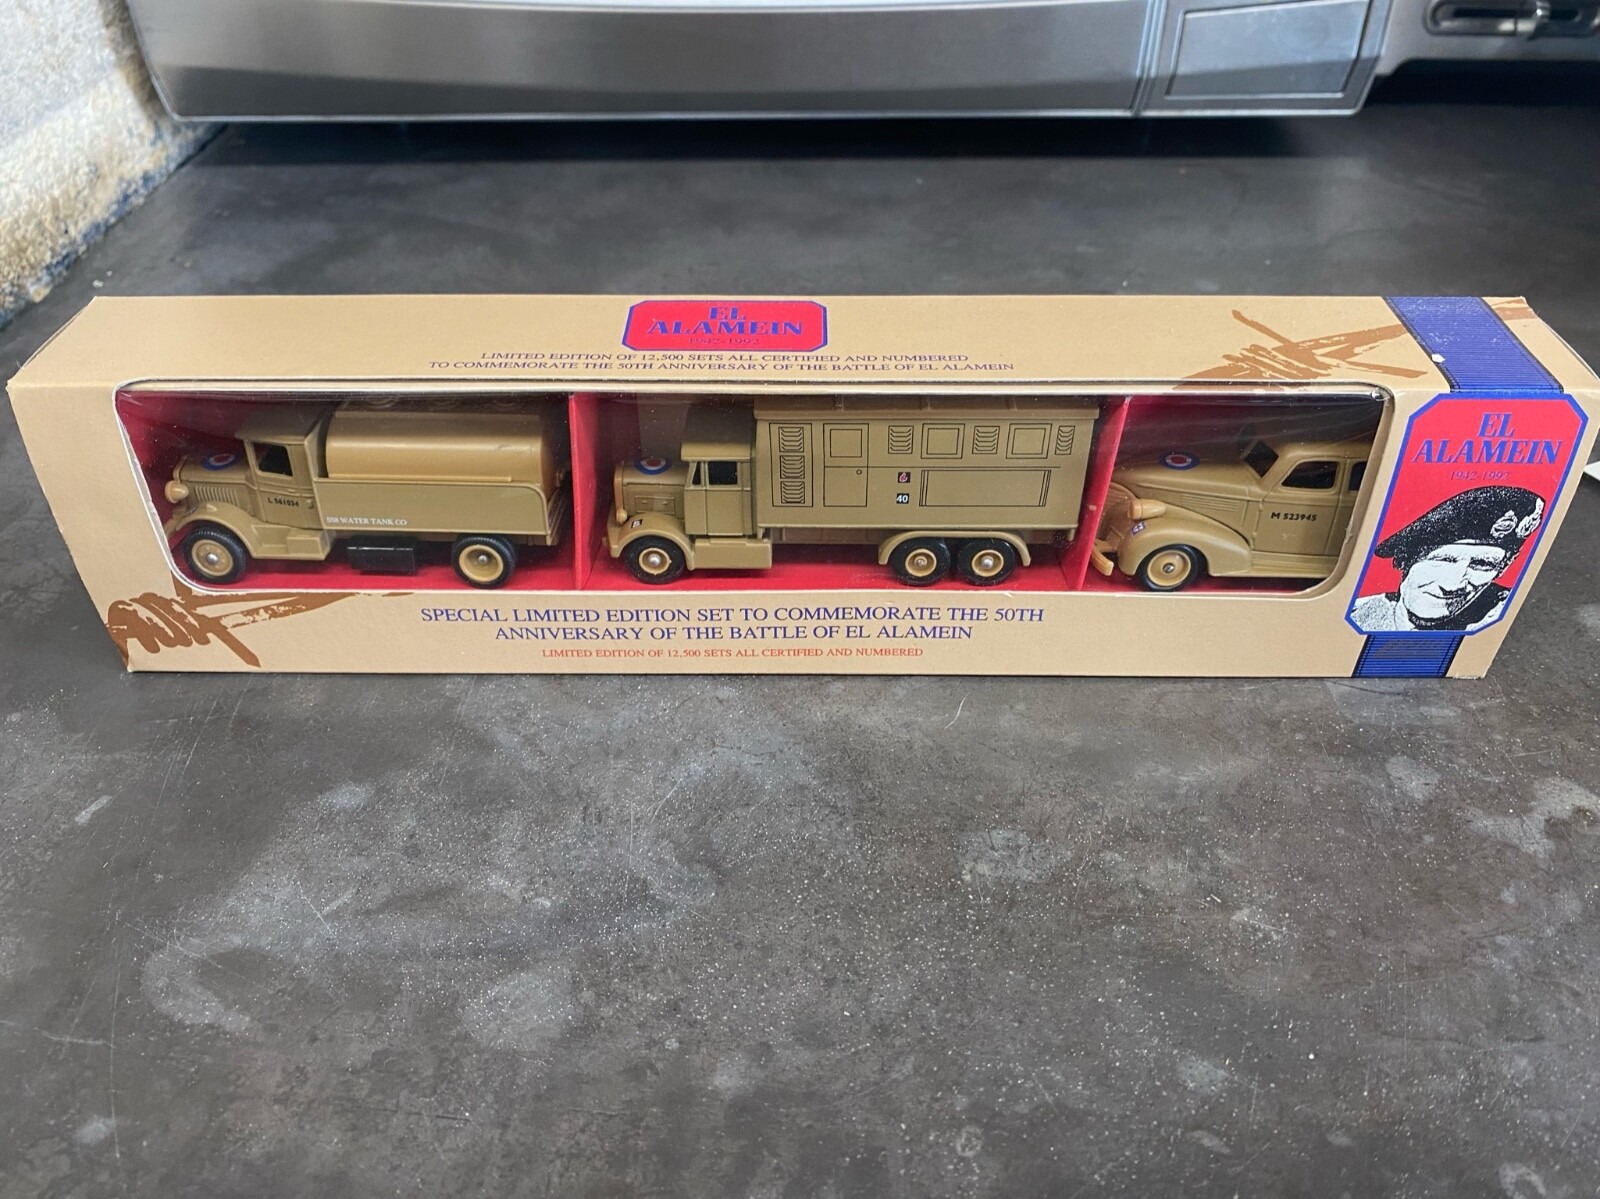 EL
ALAMEIN
1942-1992
LIMITED EDITION OF 12,500 SETS ALL CERTIFIED AND NUMBERED
TO COMMEMORATE THE 50TH ANNIVERSARY OF THE BATTLE OF EL ALAMEIN
L 561034
558 WATER TANK CO
40
M 523945
EL
ALAMEIN
1942-1992
SPECIAL LIMITED EDITION SET TO COMMEMORATE THE 50TH
ANNIVERSARY OF THE BATTLE OF EL ALAMEIN
LIMITED EDITION OF 12,500 SETS ALL CERTIFIED AND NUMBERED